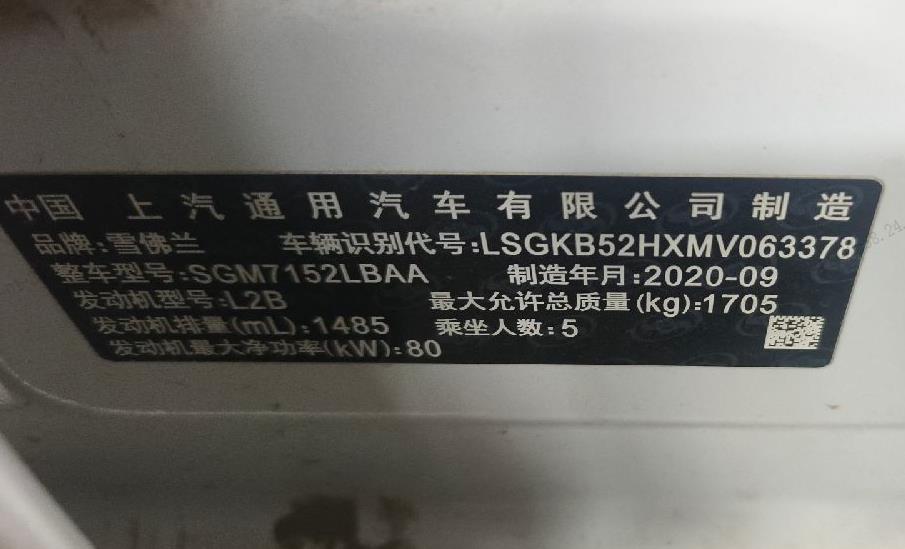 中国 上汽通用汽车有限公司制造
品牌:雪佛兰 车辆识别代号:LSGKB52HXMV063378
整车型号:SGM7152LBAA 制造年月:2020-09
发动机型号:L2B 最大允许总质量(kg):1705
发动机排量(mL):1485 乘坐人数:5
发动机最大净功率(kW):80